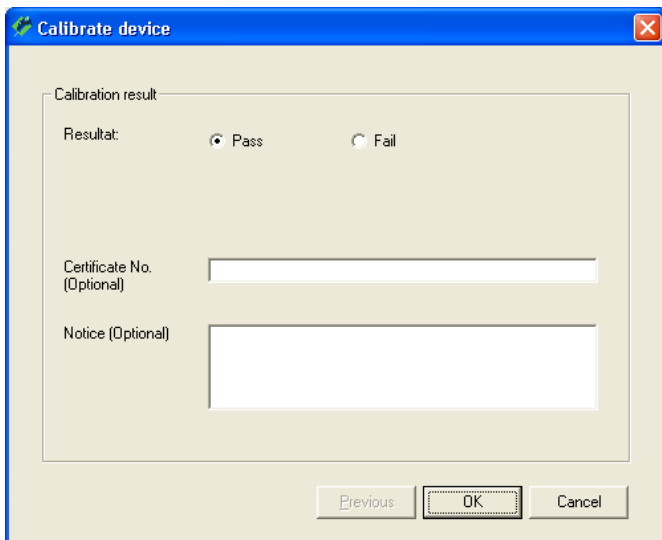 Calibrate device
Calibration result
Resultat:
Pass
Fail
Certificate No.
(Optional)
Notice (Optional)
Previous
OK
Cancel